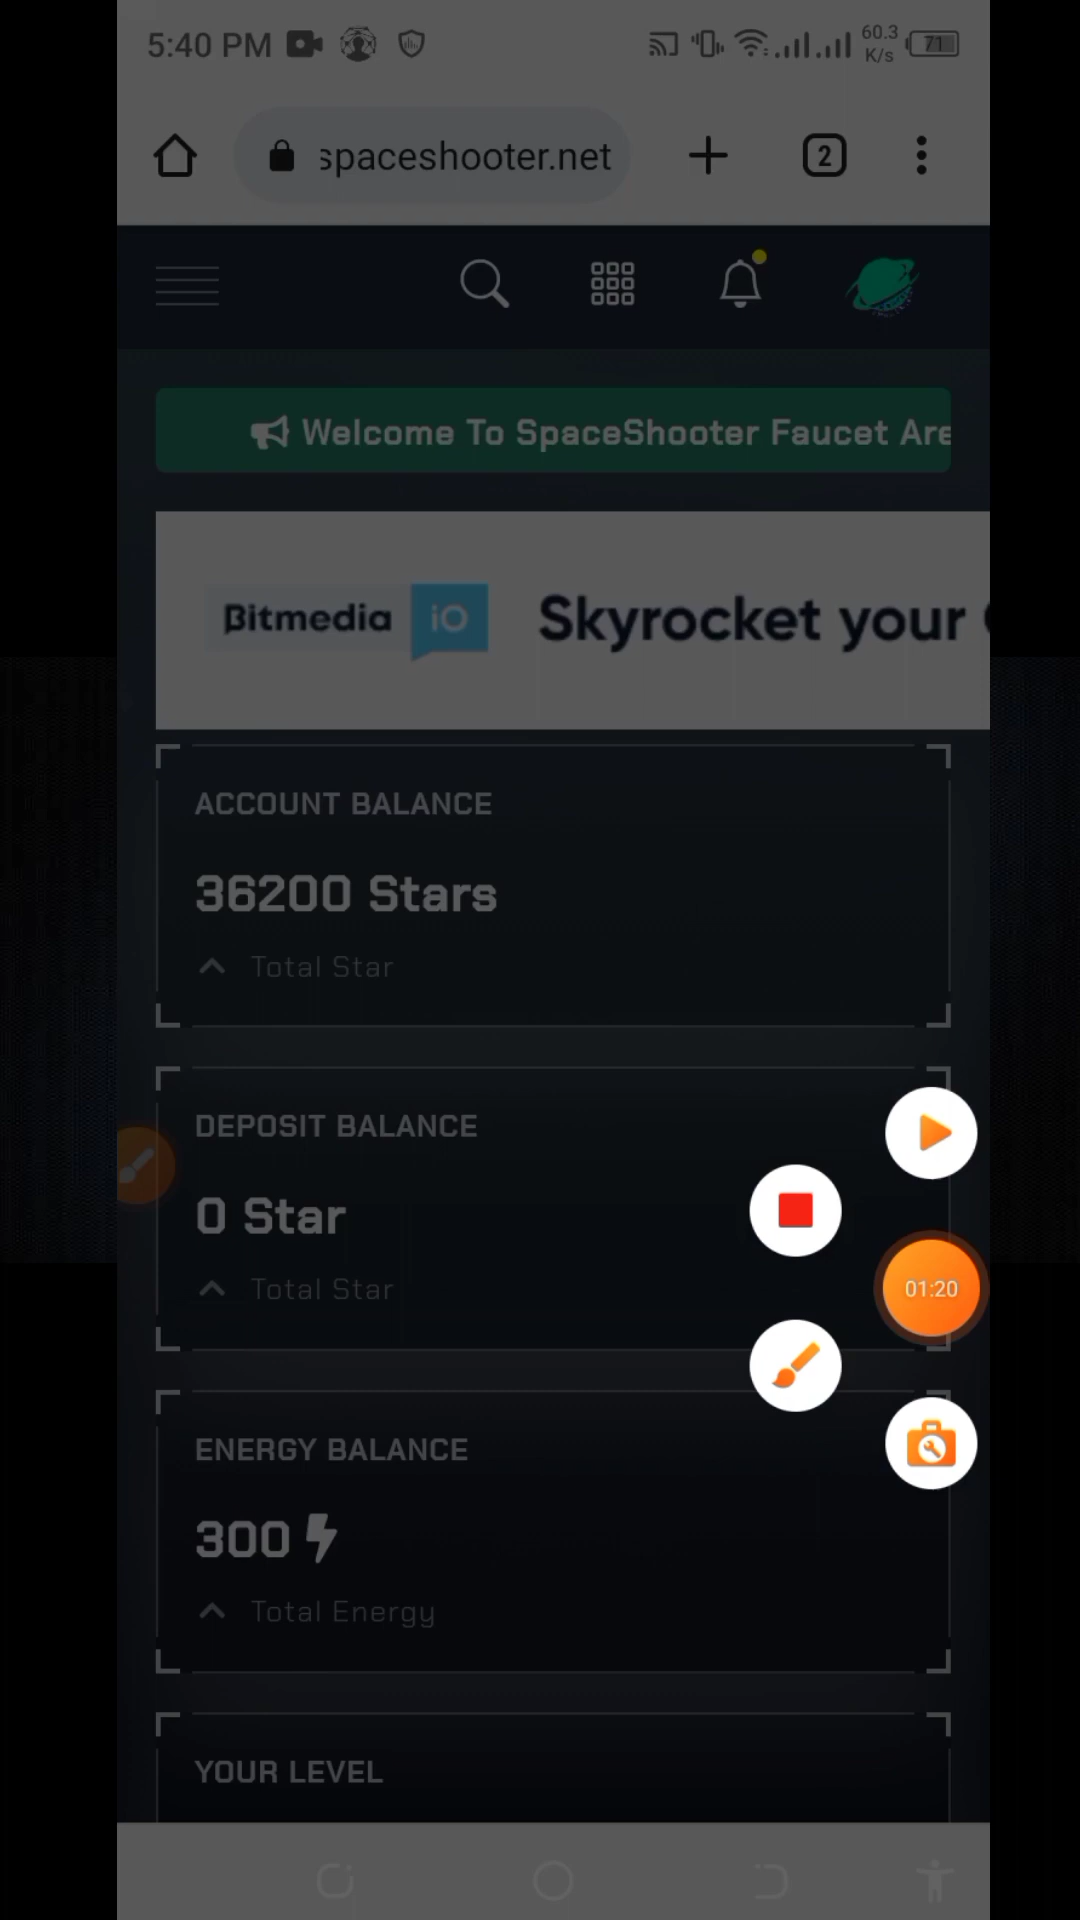 5:40 PM
60.3
K/s
71
spaceshooter.net
2
Welcome To SpaceShooter Faucet Are
Bitmedia iO
Skyrocket your
ACCOUNT BALANCE
36200 Stars
Total Star
DEPOSIT BALANCE
0 Star
Total Star
01:20
ENERGY BALANCE
300
Total Energy
YOUR LEVEL